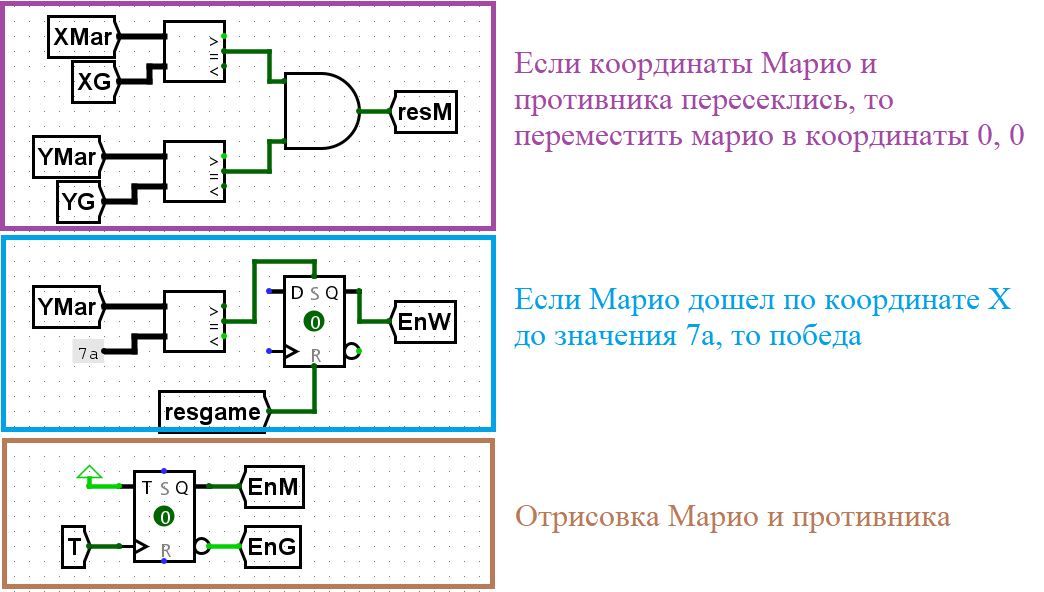 XMar
XG
>
=
<
YMar
YG
>
=
<
resM
Если координаты Марио и
противника пересеклись, то
переместить марио в координаты 0, 0
YMar
7a
>
=
<
D S Q
0
R
EnW
resgame
Если Марио дошел по координате X
до значения 7a, то победа
T S Q
0
R
T
EnM
EnG
Отрисовка Марио и противника